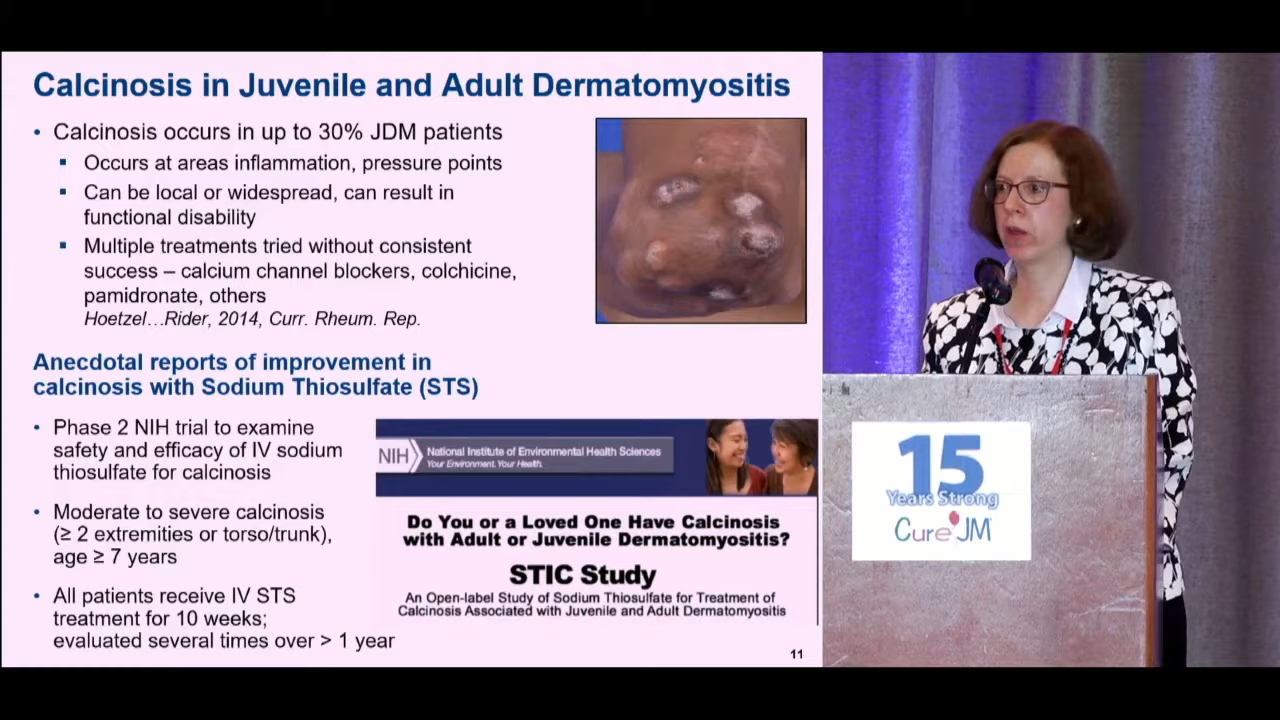 Calcinosis in Juvenile and Adult Dermatomyositis
• Calcinosis occurs in up to 30% JDM patients
▪ Occurs at areas inflammation, pressure points
▪ Can be local or widespread, can result in
functional disability
▪ Multiple treatments tried without consistent
success – calcium channel blockers, colchicine,
pamidronate, others
Hoetzel…Rider, 2014, Curr. Rheum. Rep.
Anecdotal reports of improvement in
calcinosis with Sodium Thiosulfate (STS)
• Phase 2 NIH trial to examine
safety and efficacy of IV sodium
thiosulfate for calcinosis
• Moderate to severe calcinosis
(≥ 2 extremities or torso/trunk),
age ≥ 7 years
• All patients receive IV STS
treatment for 10 weeks;
evaluated several times over > 1 year
NIH
National Institute of Environmental Health Sciences
Your Environment. Your Health.
Do You or a Loved One Have Calcinosis
with Adult or Juvenile Dermatomyositis?
STIC Study
An Open-label Study of Sodium Thiosulfate for Treatment of
Calcinosis Associated with Juvenile and Adult Dermatomyositis
11
15
Years Strong
Cure JM